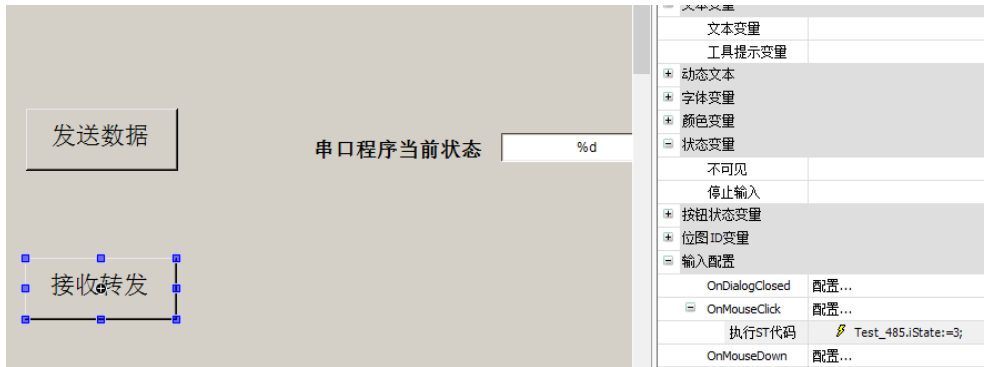 发送数据
串口程序当前状态
%d
接收转发
文本变量
文本变量
工具提示变量
动态文本
字体变量
颜色变量
状态变量
不可见
停止输入
按钮状态变量
位图ID变量
输入配置
OnDialogClosed 配置...
OnMouseClick 配置...
执行ST代码 Test_485.iState:=3;
OnMouseDown 配置...